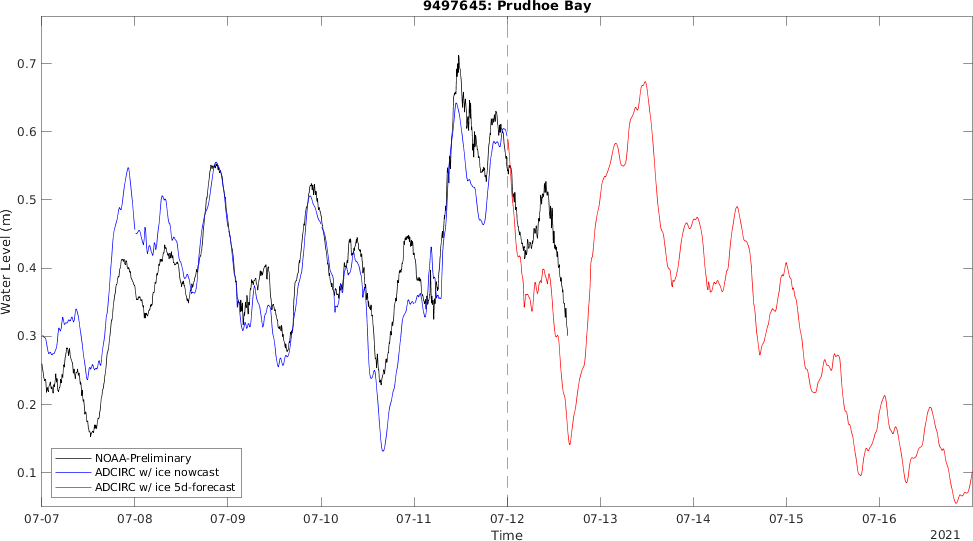 9497645: Prudhoe Bay
Water Level (m)
0.7
0.6
0.5
0.4
0.3
0.2
0.1
NOAA-Preliminary
ADCIRC w/ ice nowcast
ADCIRC w/ ice 5d-forecast
07-07 07-08 07-09 07-10 07-11 07-12 07-13 07-14 07-15 07-16
Time
2021